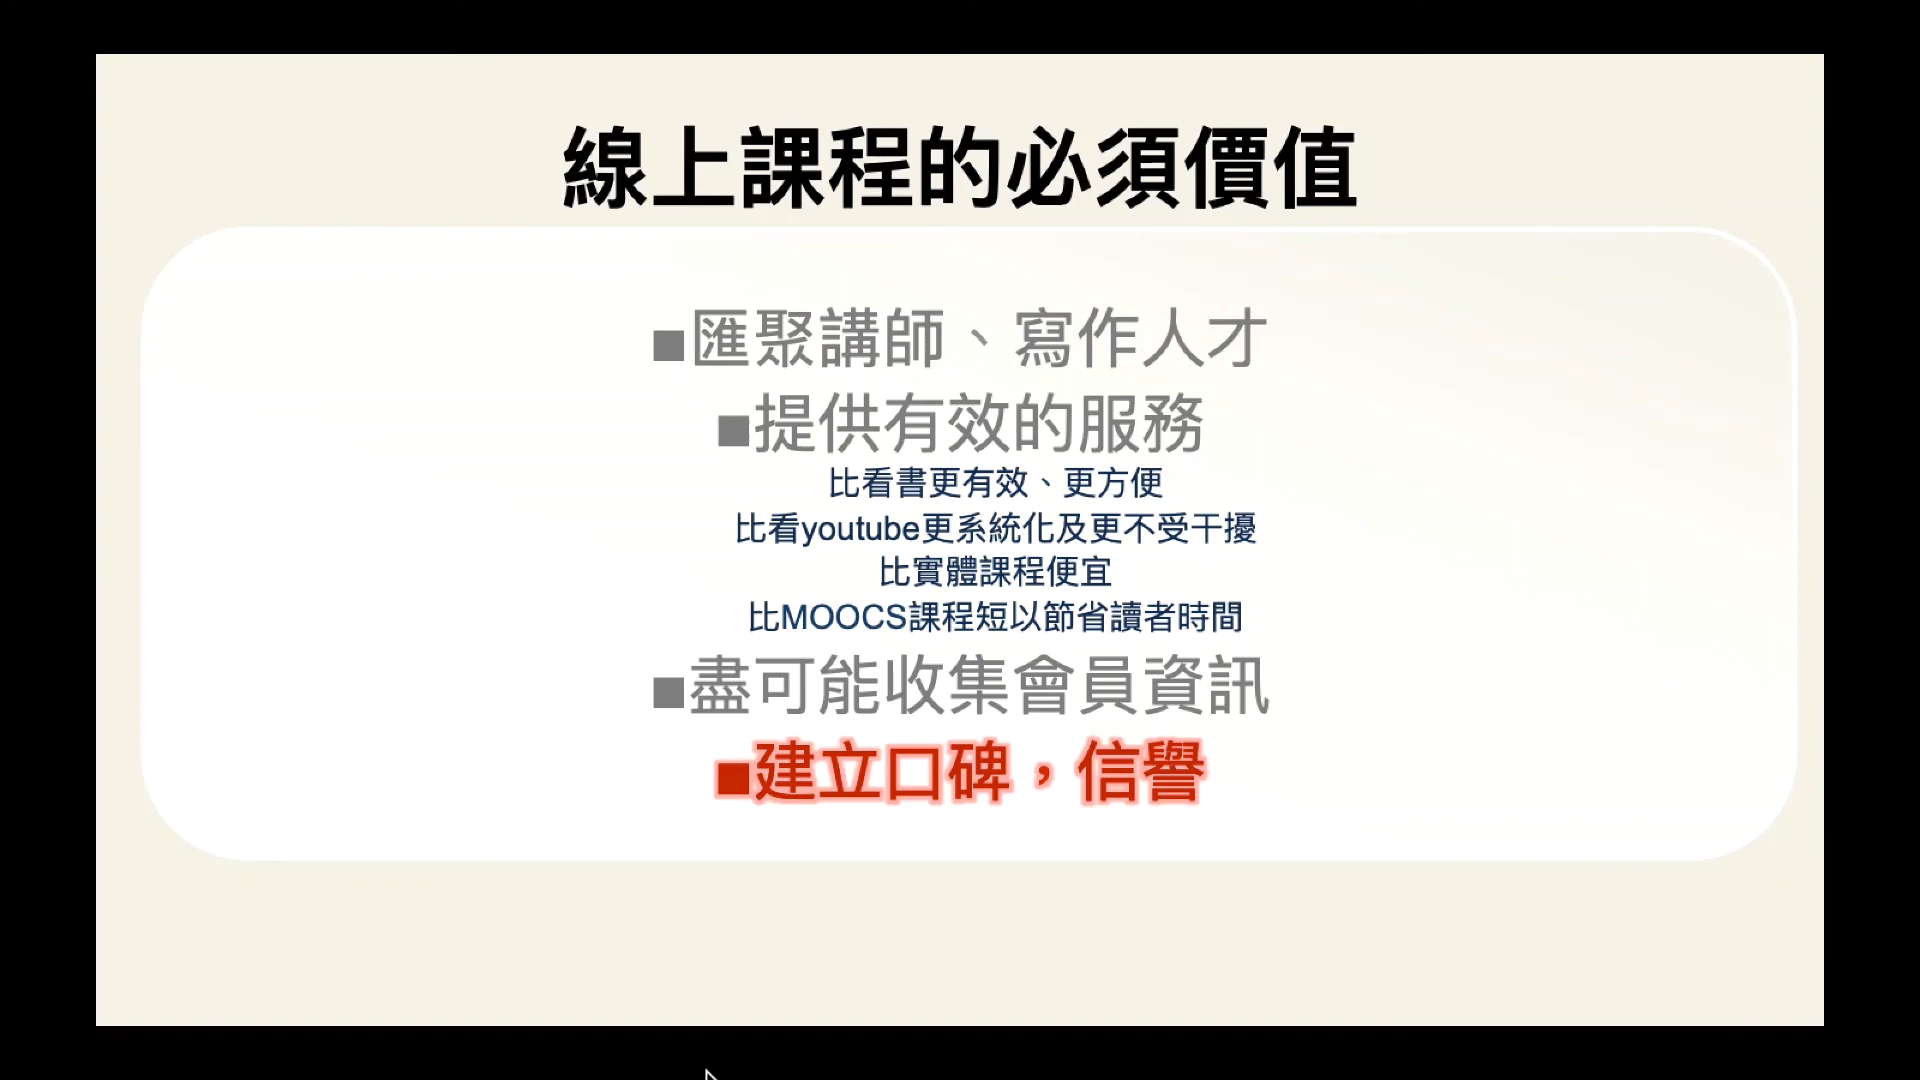 線上課程的必須價值
■匯聚講師、寫作人才
■提供有效的服務
比看書更有效、更方便
比看youtube更系統化及更不受干擾
比實體課程便宜
比MOOCS課程短以節省讀者時間
■盡可能收集會員資訊
■建立口碑，信譽